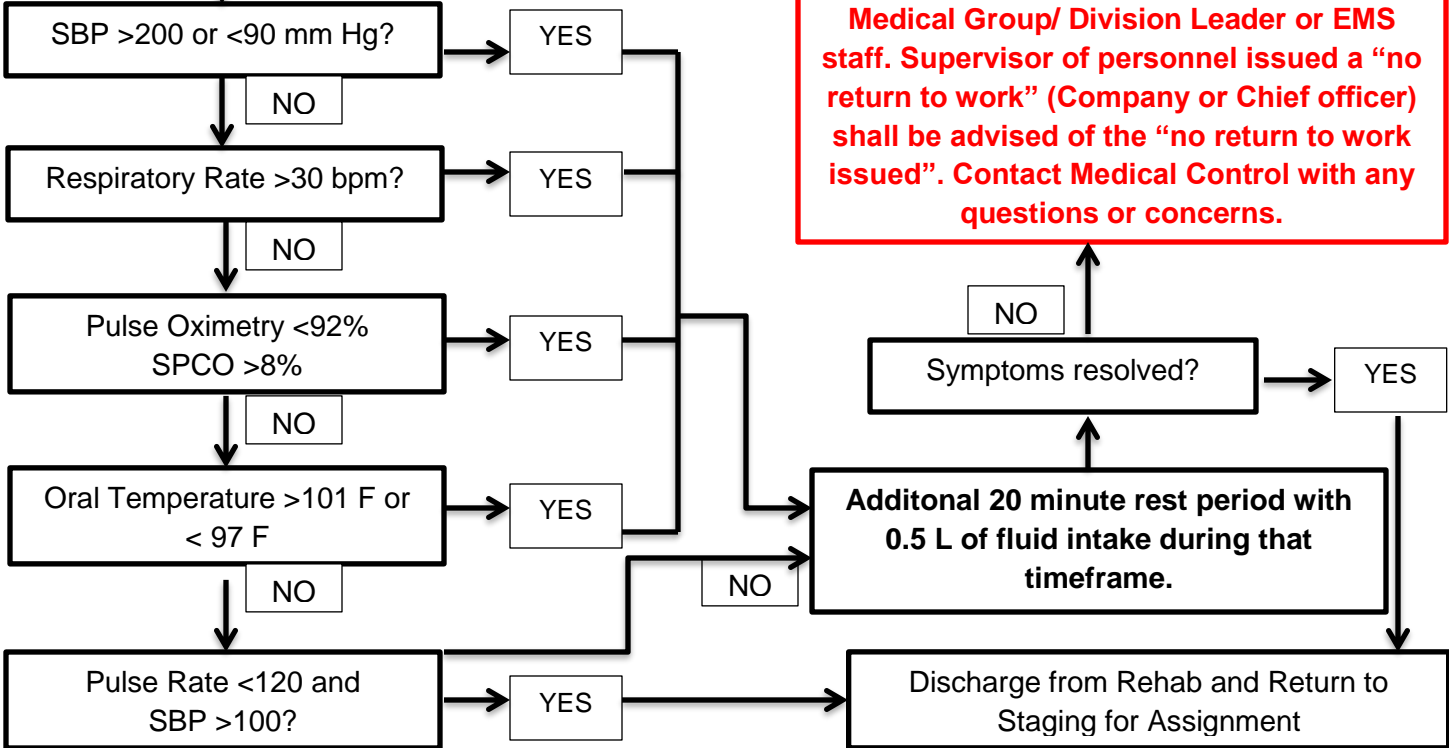 SBP >200 or <90 mm Hg?
YES
NO
Respiratory Rate >30 bpm?
YES
NO
Pulse Oximetry <92%
SPCO >8%
YES
NO
Oral Temperature >101 F or
< 97 F
YES
NO
Pulse Rate <120 and
SBP >100?
YES
NO
Medical Group/ Division Leader or EMS
staff. Supervisor of personnel issued a “no
return to work” (Company or Chief officer)
shall be advised of the “no return to work
issued”. Contact Medical Control with any
questions or concerns.
NO
Symptoms resolved?
YES
Additonal 20 minute rest period with
0.5 L of fluid intake during that
timeframe.
Discharge from Rehab and Return to
Staging for Assignment